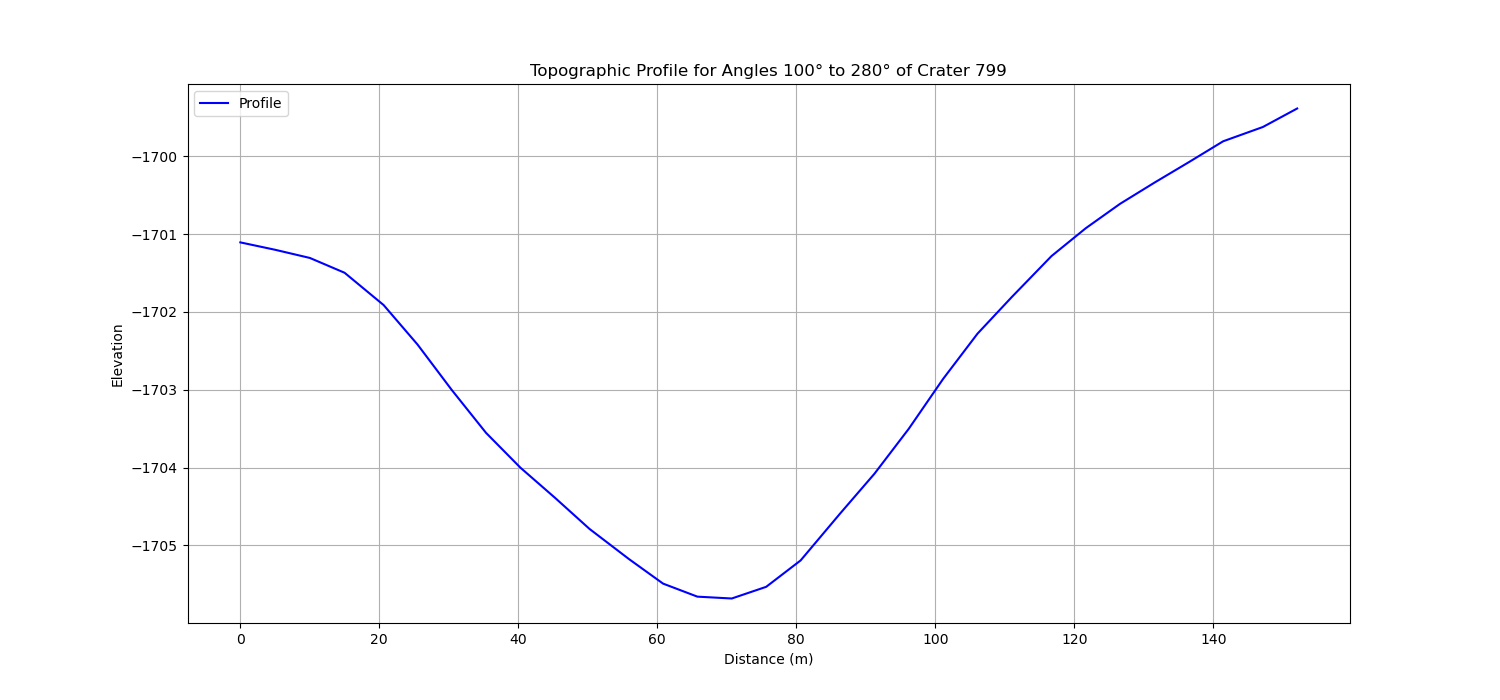 Topographic Profile for Angles 100° to 280° of Crater 799
Profile
−1700
−1701
−1702
−1703
−1704
−1705
Elevation
0 20 40 60 80 100 120 140
Distance (m)